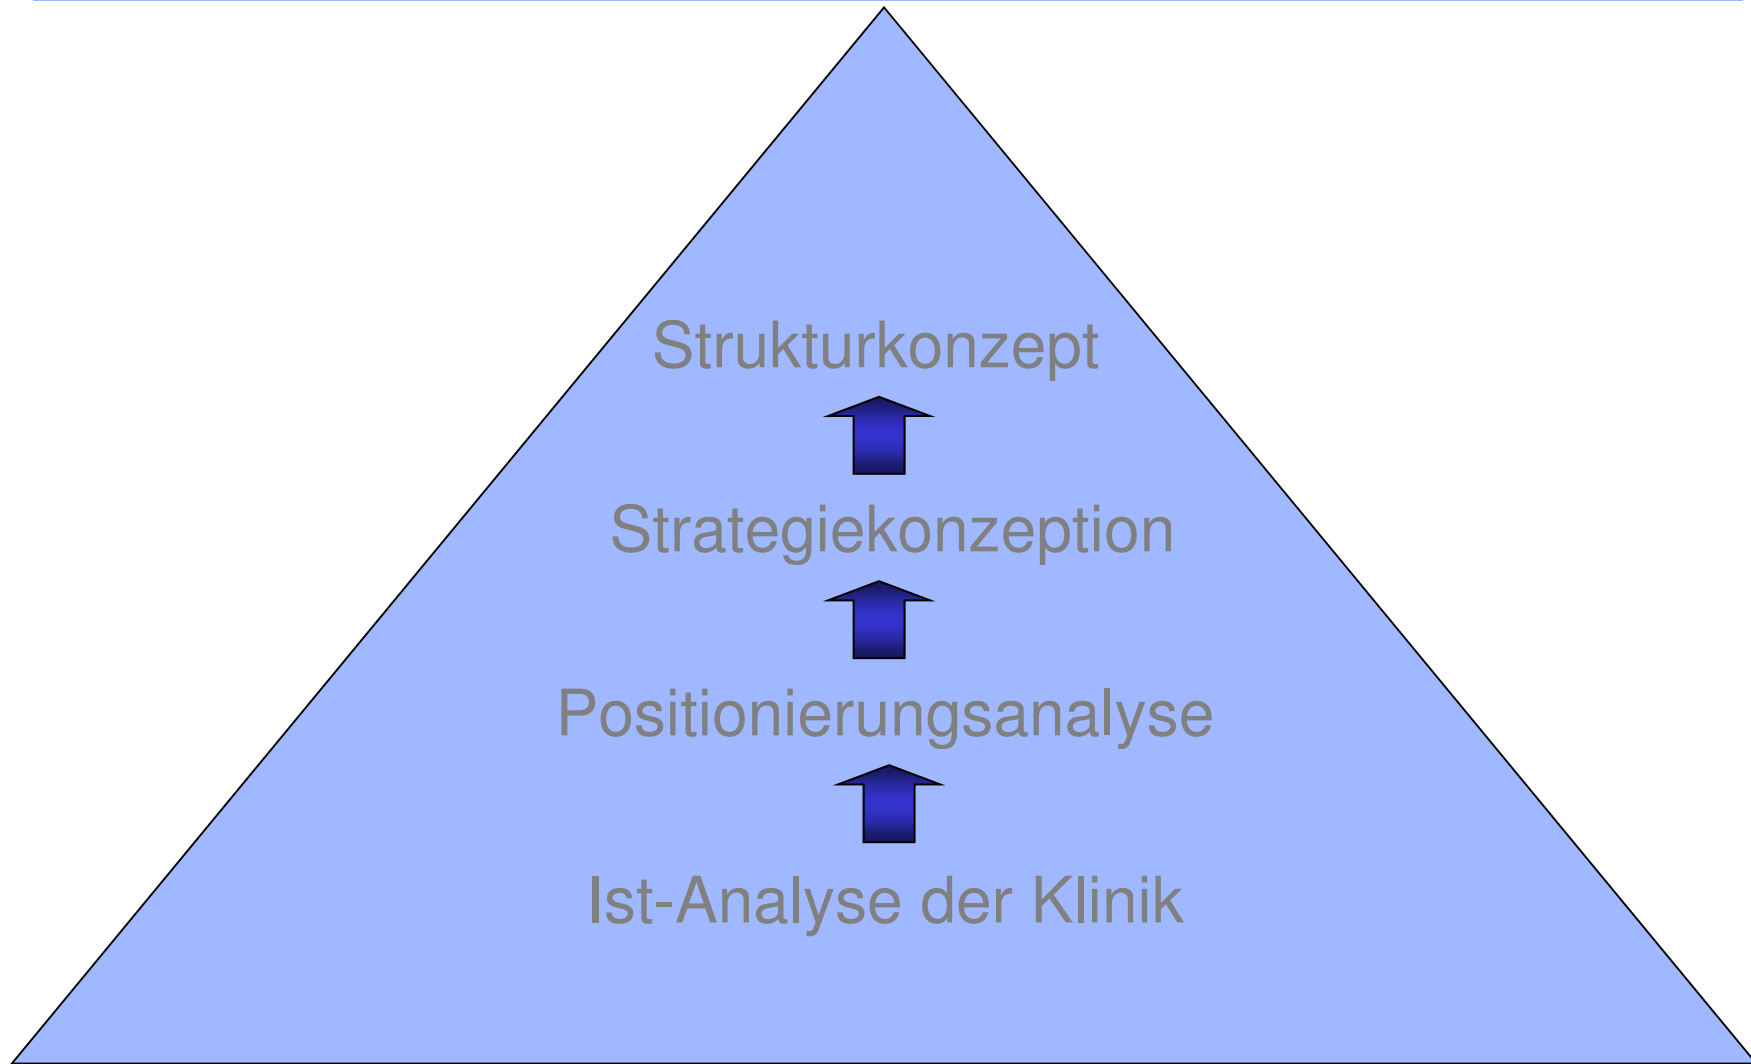 Strukturkonzept
Strategiekonzeption
Positionierungsanalyse
Ist-Analyse der Klinik